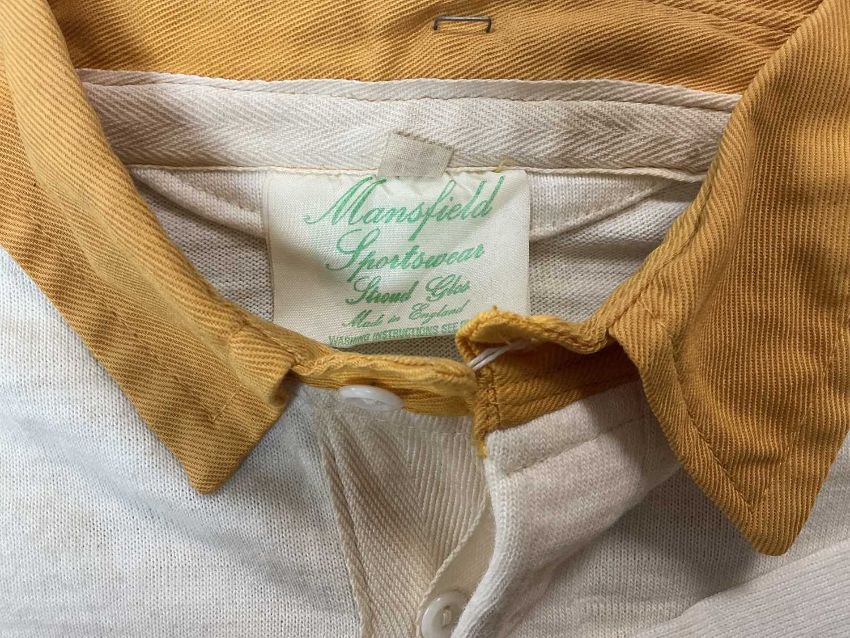 Mansfield
Sportswear
Stroud Glos
Made in England
WASHING INSTRUCTIONS SEE